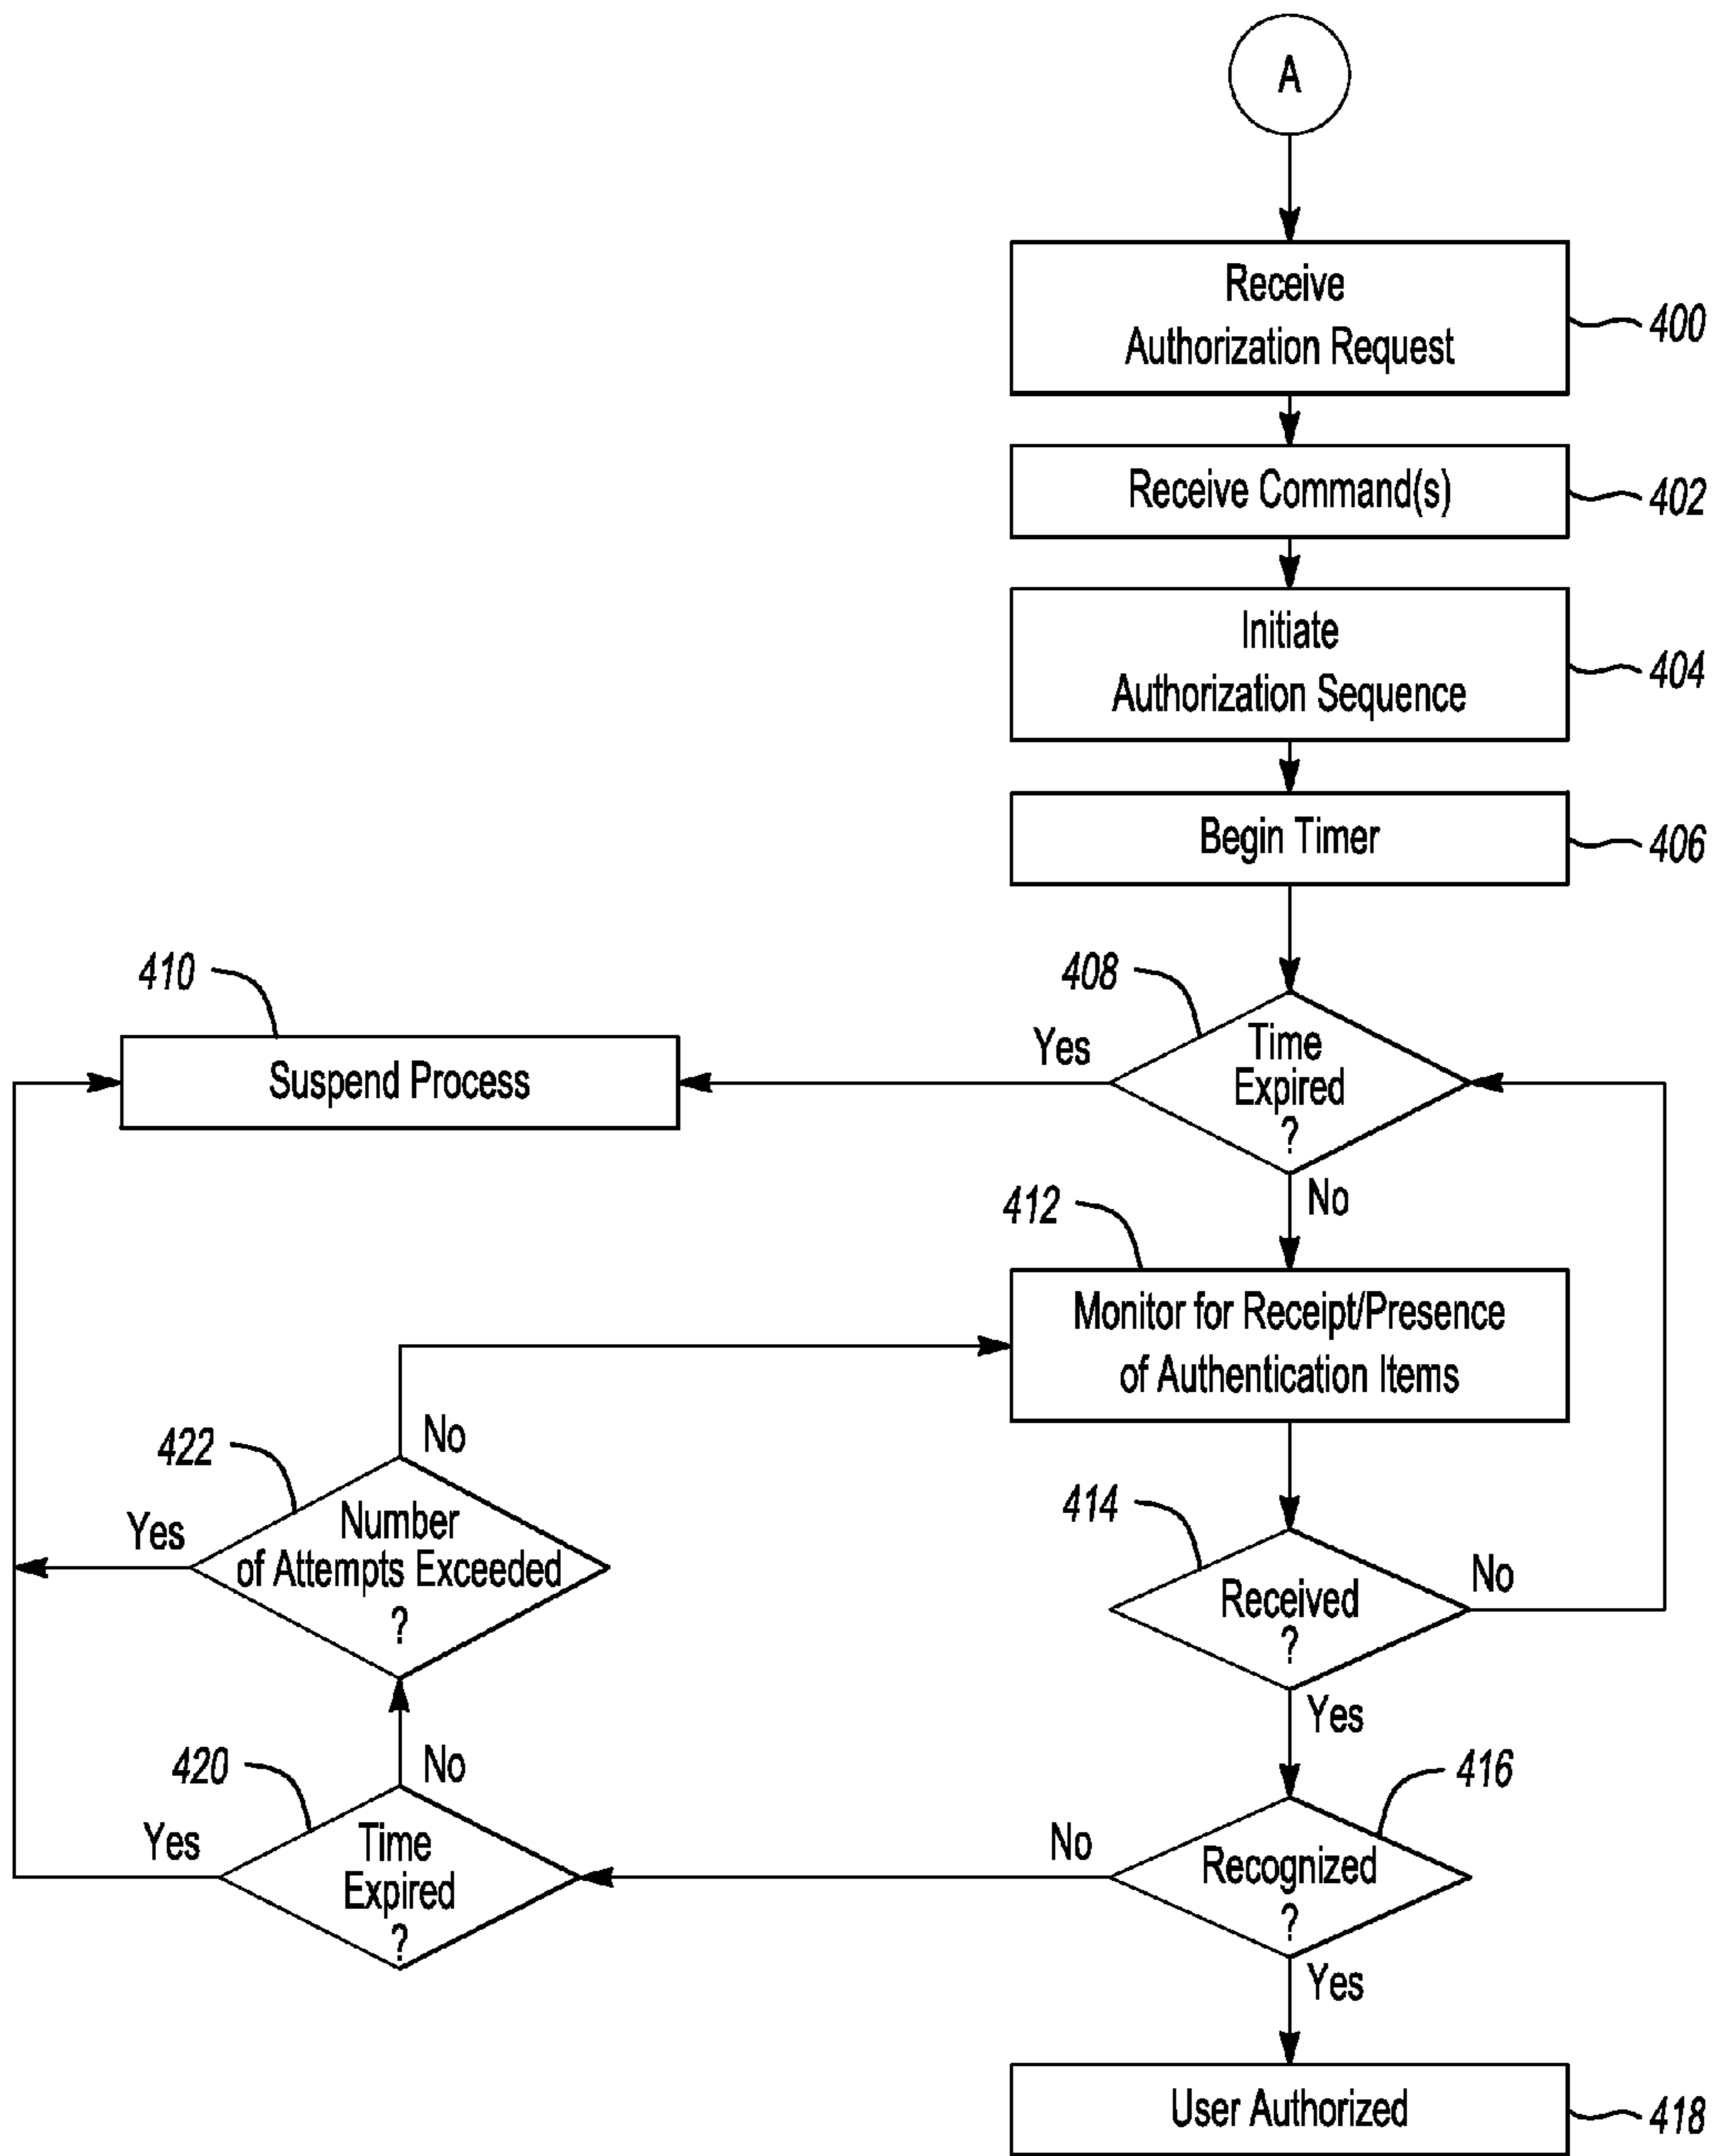 A
Receive
Authorization Request
400
Receive Command(s)
402
Initiate
Authorization Sequence
404
Begin Timer
406
410
408
Suspend Process
Yes
Time
Expired
?
No
412
Monitor for Receipt/Presence
of Authentication Items
422
No
Yes
Number
of Attempts Exceeded
?
414
Received
?
No
Yes
420
No
416
Yes
Time
Expired
?
No
Recognized
?
Yes
User Authorized
418